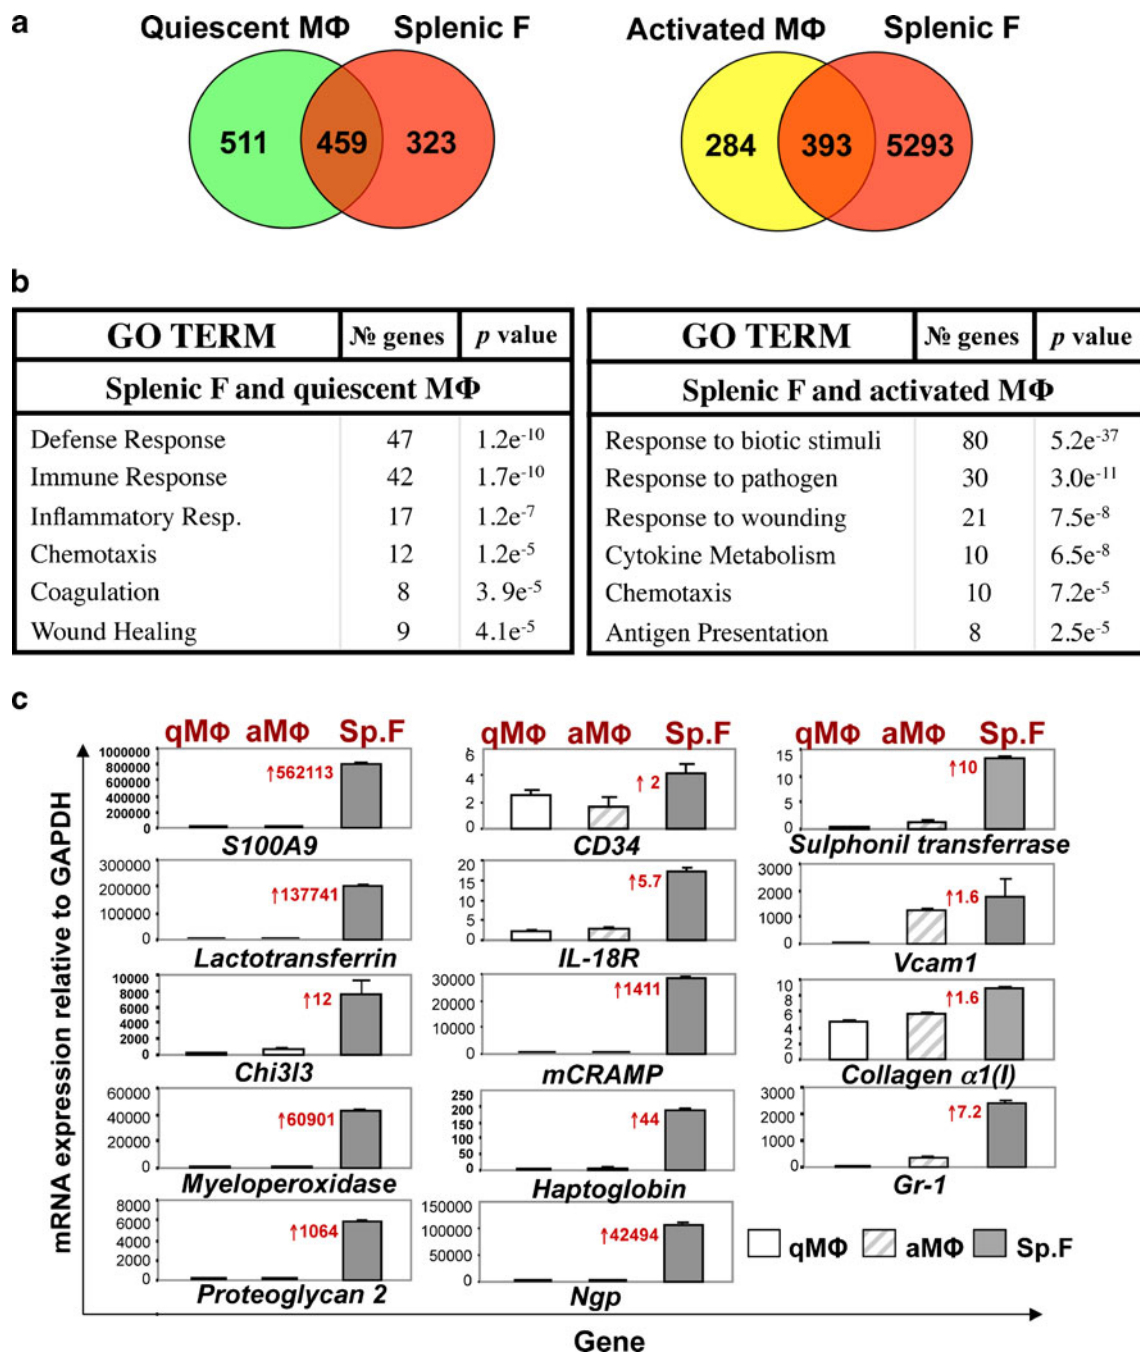 a
Quiescent MΦ Splenic F
511 459 323
Activated MΦ Splenic F
284 393 5293
b
GO TERM № genes p value
Splenic F and quiescent MΦ
Defense Response 47 1.2e-10
Immune Response 42 1.7e-10
Inflammatory Resp. 17 1.2e-7
Chemotaxis 12 1.2e-5
Coagulation 8 3. 9e-5
Wound Healing 9 4.1e-5
GO TERM № genes p value
Splenic F and activated MΦ
Response to biotic stimuli 80 5.2e-37
Response to pathogen 30 3.0e-11
Response to wounding 21 7.5e-8
Cytokine Metabolism 10 6.5e-8
Chemotaxis 10 7.2e-5
Antigen Presentation 8 2.5e-5
c
mRNA expression relative to GAPDH
qMΦ aMΦ Sp.F
1000000
800000
600000
400000
200000
0
↑562113
S100A9
300000
200000
100000
0
↑137741
Lactotransferrin
10000
8000
6000
4000
2000
0
↑12
Chi3l3
60000
40000
20000
0
↑60901
Myeloperoxidase
8000
6000
4000
2000
0
↑1064
Proteoglycan 2
qMΦ aMΦ Sp.F
6
4
2
0
↑ 2
CD34
20
15
10
5
0
↑5.7
IL-18R
30000
20000
10000
0
↑1411
mCRAMP
250
200
150
100
50
0
↑44
Haptoglobin
150000
100000
50000
0
↑42494
Ngp
qMΦ aMΦ Sp.F
15
10
5
0
↑10
Sulphonil transferrase
3000
2000
1000
0
↑1.6
Vcam1
10
8
6
4
2
0
↑1.6
Collagen α1(I)
3000
2000
1000
0
↑7.2
Gr-1
qMΦ aMΦ Sp.F
Gene